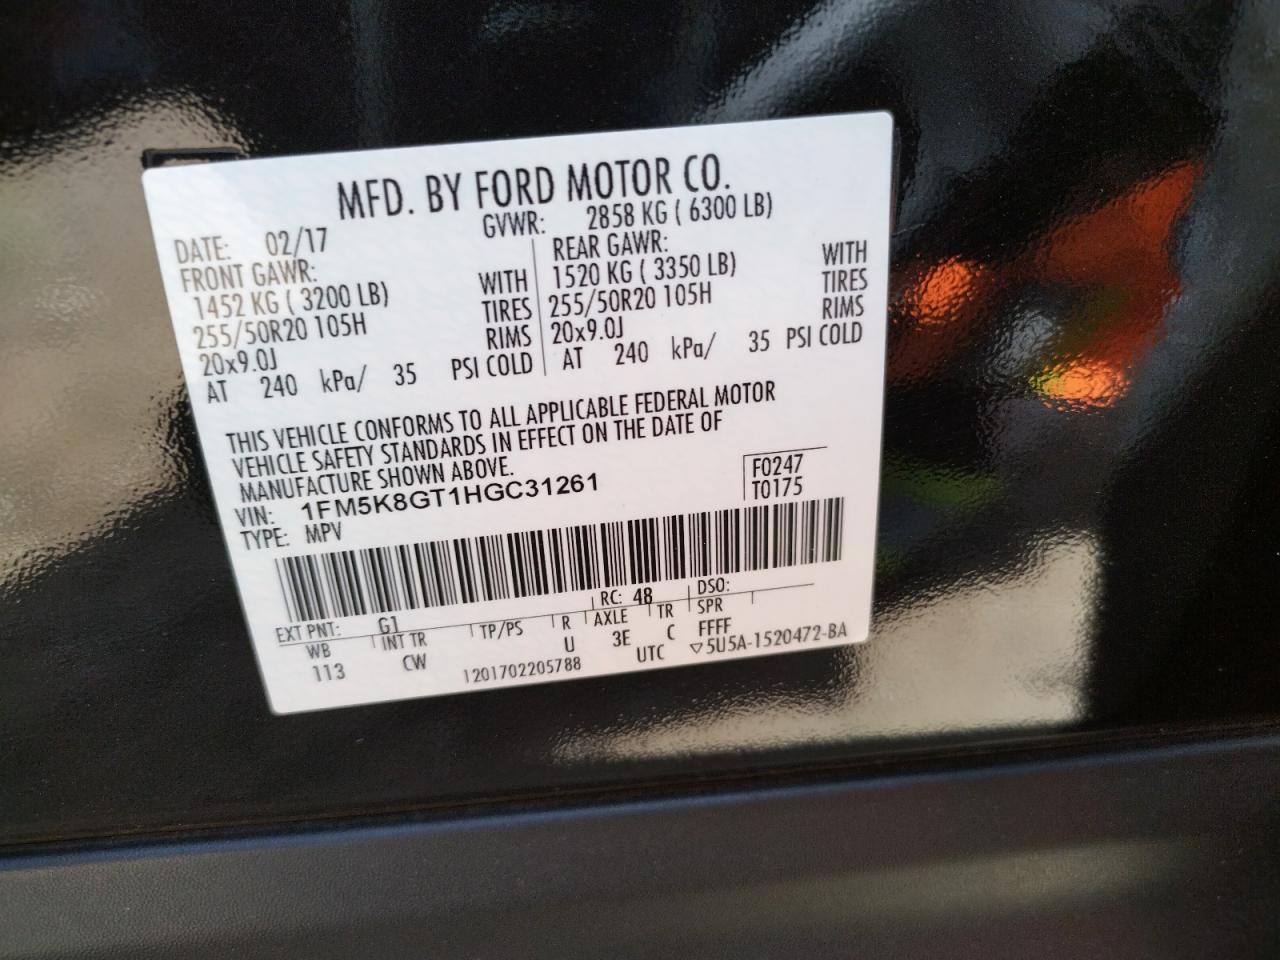 MFD. BY FORD MOTOR CO.
DATE: 02/17 GVWR: 2858 KG ( 6300 LB)
FRONT GAWR: REAR GAWR:
1452 KG ( 3200 LB) WITH 1520 KG ( 3350 LB) WITH
255/50R20 105H TIRES 255/50R20 105H TIRES
20x9.0J RIMS 20x9.0J RIMS
AT 240 kPa/ 35 PSI COLD AT 240 kPa/ 35 PSI COLD
THIS VEHICLE CONFORMS TO ALL APPLICABLE FEDERAL MOTOR
VEHICLE SAFETY STANDARDS IN EFFECT ON THE DATE OF
MANUFACTURE SHOWN ABOVE.
VIN: 1FM5K8GT1HGC31261 F0247
TYPE: MPV T0175
EXT PNT: G1 RC: 48 DSO:
WB INT TR TP/PS R AXLE TR SPR
113 CW U 3E C FFFF
1201702205788 UTC ▽5U5A-1520472-BA